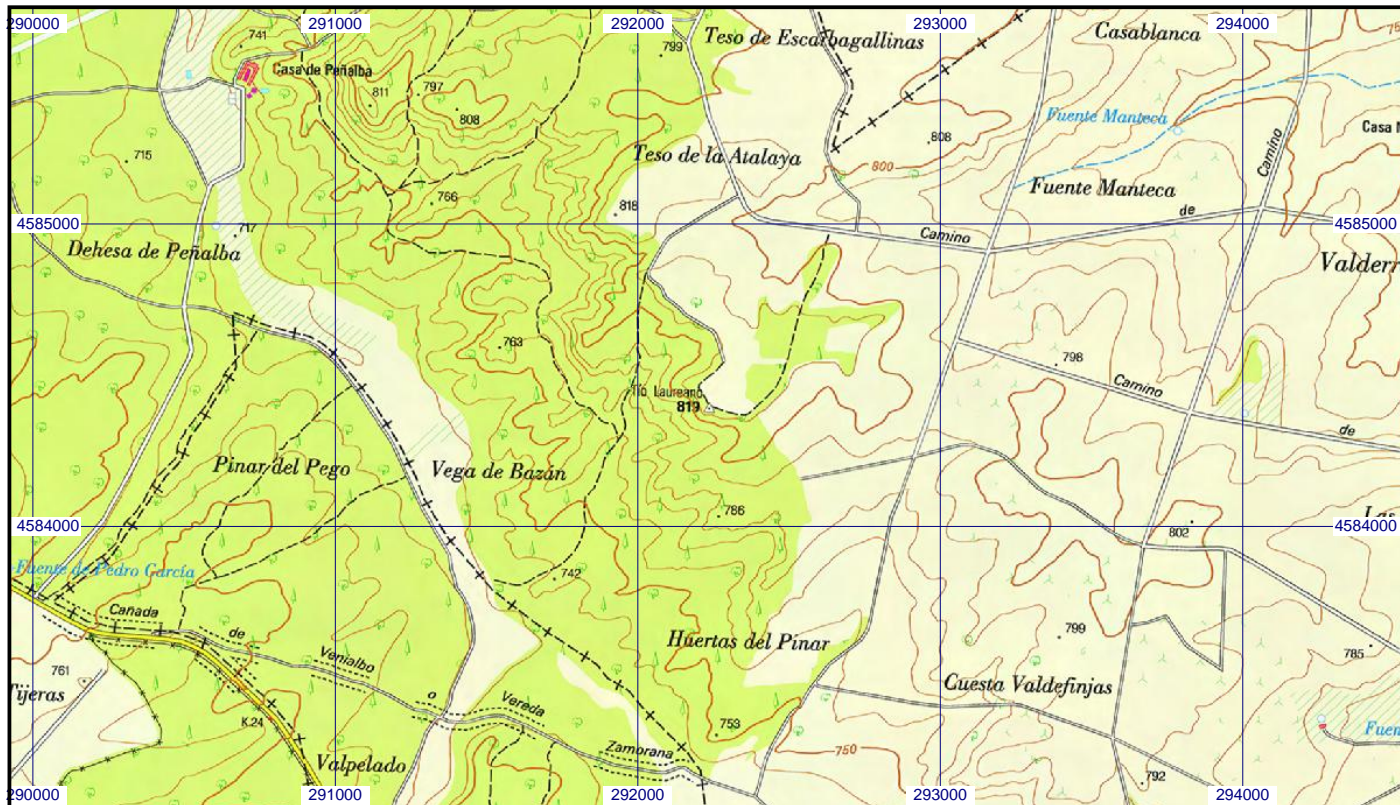 290000
291000
292000
293000
294000
741
799
Teso de Escarbagallinas
Casablanca
Casa de Peñalba
811
797
808
Fuente Manteca
Camino
715
808
Teso de la Atalaya
800
766
Fuente Manteca
818
de
4585000
4585000
717
Camino
Dehesa de Peñalba
763
798
Camino
Tío Laureano
819
de
Pinar del Pego
Vega de Bazán
786
4584000
4584000
802
Fuente de Pedro García
742
Cañada
de
799
Venialbo
Huertas del Pinar
785
761
Cuesta Valdefinjas
o
Vereda
K.24
753
Zamorana
750
Valpelado
792
290000
291000
292000
293000
294000